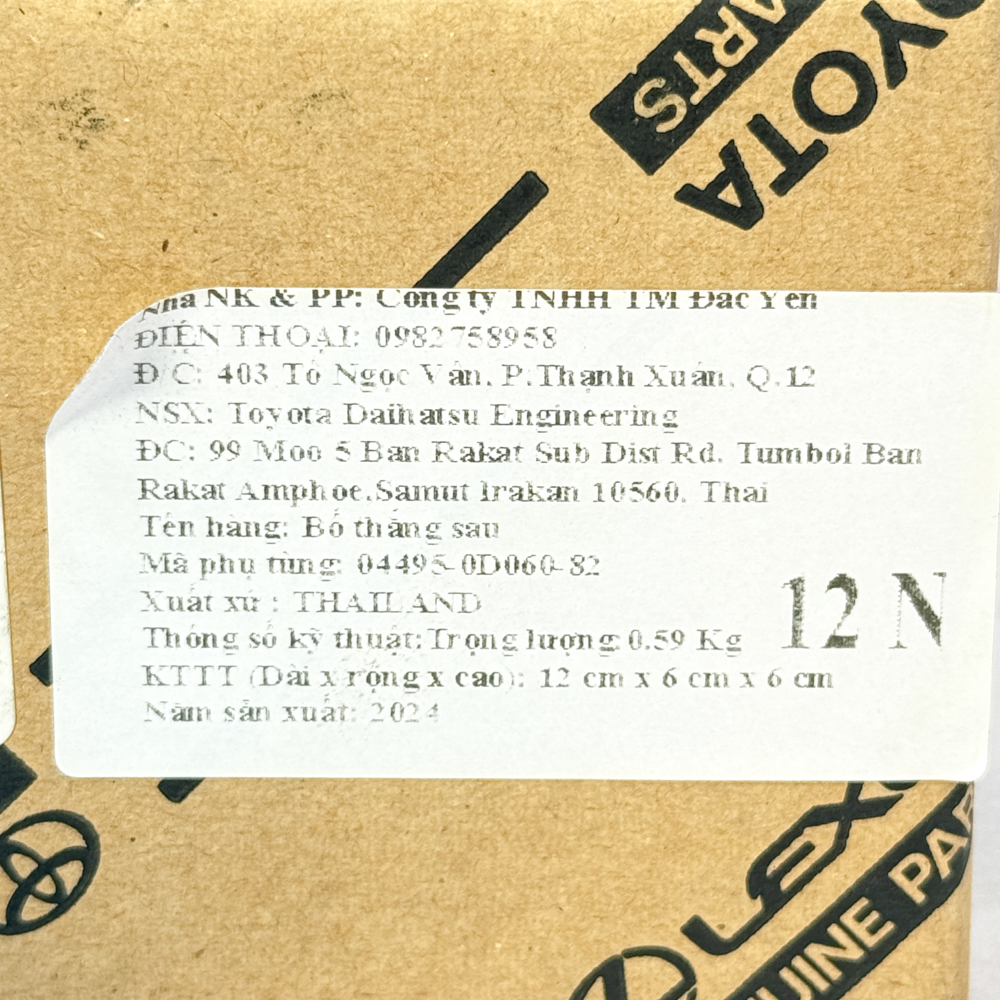 TOYOTA
PARTS
Nhà NK & PP: Công ty TNHH TM Đắc Yến
ĐIỆN THOẠI: 0982758958
Đ/C: 403 Tô Ngọc Vân, P.Thạnh Xuân, Q.12
NSX: Toyota Daihatsu Engineering
ĐC: 99 Moo 5 Ban Rakat Sub Dist Rd. Tumbol Ban
Rakat Amphoe.Samut Irakan 10560. Thai
Tên hàng: Bố thắng sau
Mã phụ tùng: 04495-0D060-82
Xuất xứ : THAILAND
Thông số kỹ thuật:Trọng lượng:0.59 Kg
12 N
KTTT (Dài x rộng x cao): 12 cm x 6 cm x 6 cm
Năm sản xuất: 2024